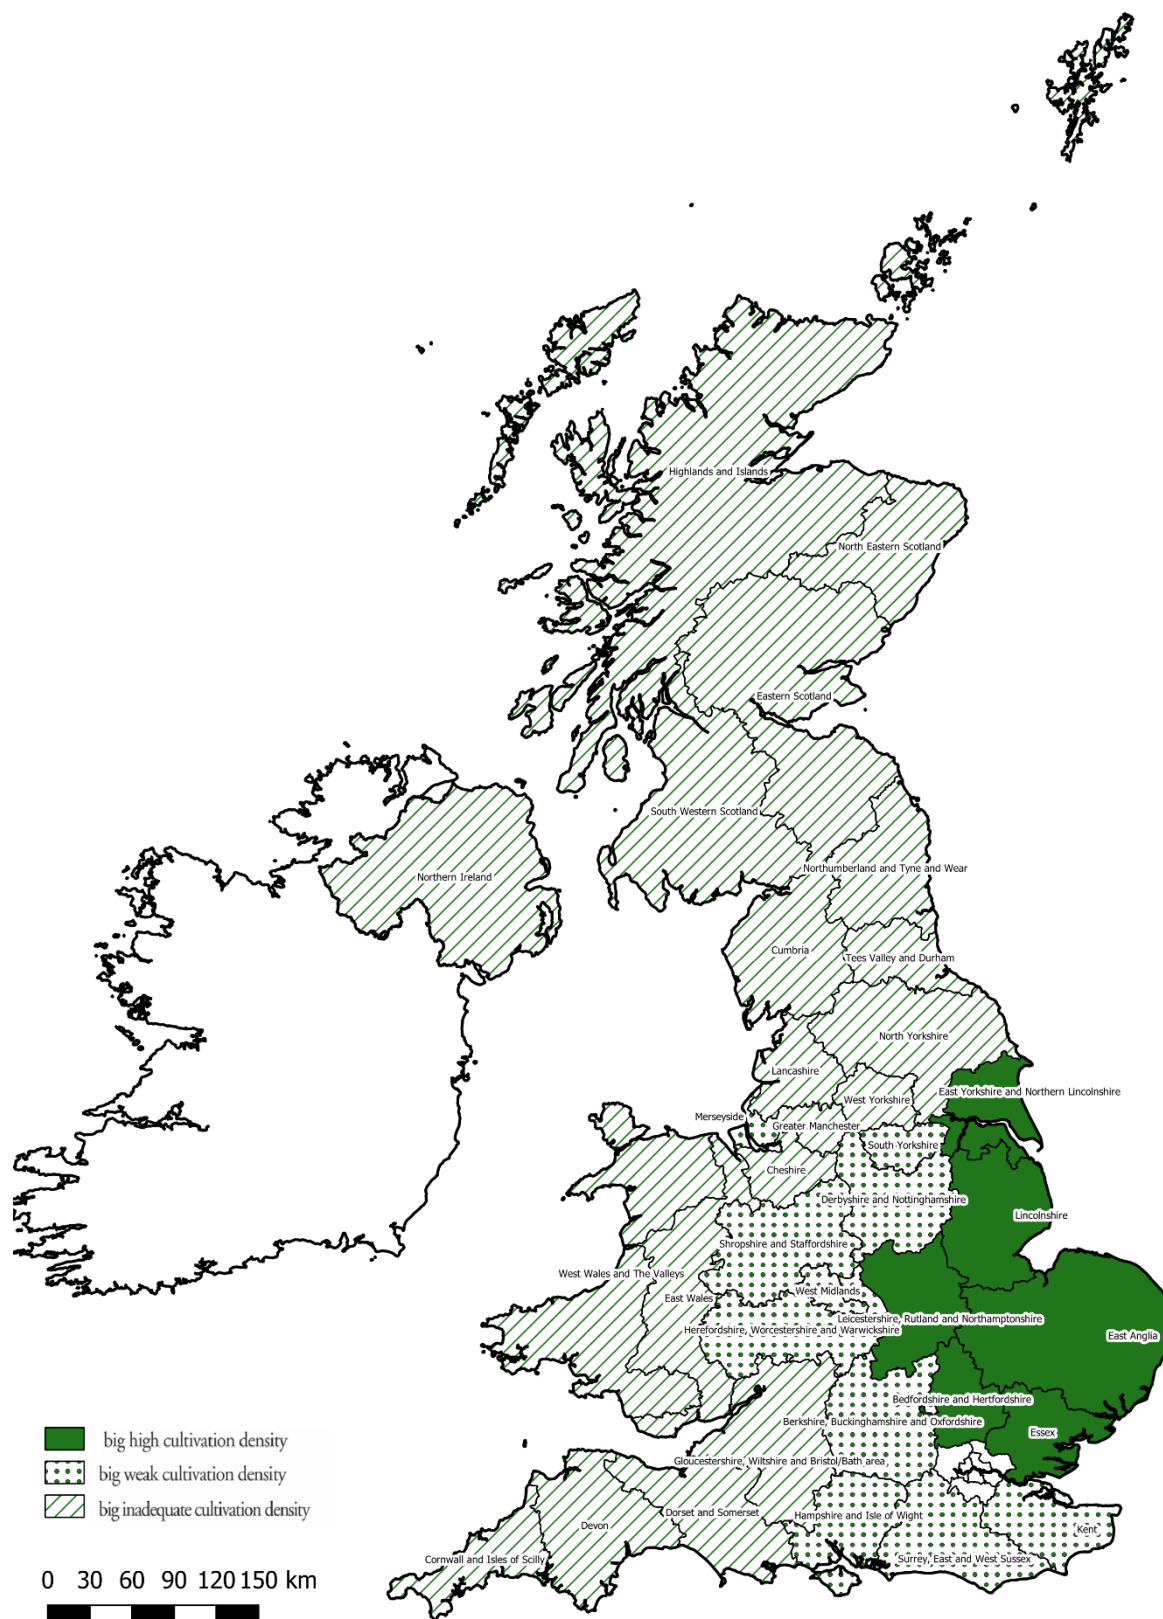 Highlands and Islands
North Eastern Scotland
Eastern Scotland
South Western Scotland
Northern Ireland
Northumberland and Tyne and Wear
Cumbria
Tees Valley and Durham
North Yorkshire
Lancashire
East Yorkshire and Northern Lincolnshire
West Yorkshire
Merseyside
Greater Manchester
South Yorkshire
Cheshire
Derbyshire and Nottinghamshire
Lincolnshire
Shropshire and Staffordshire
West Wales and The Valleys
West Midlands
East Wales
Leicestershire, Rutland and Northamptonshire
Herefordshire, Worcestershire and Warwickshire
East Anglia
Bedfordshire and Hertfordshire
Berkshire, Buckinghamshire and Oxfordshire
Essex
Gloucestershire, Wiltshire and Bristol/Bath area
Dorset and Somerset
Hampshire and Isle of Wight
Devon
Kent
Cornwall and Isles of Scilly
Surrey, East and West Sussex
big high cultivation density
big weak cultivation density
big inadequate cultivation density
0 30 60 90 120 150 km